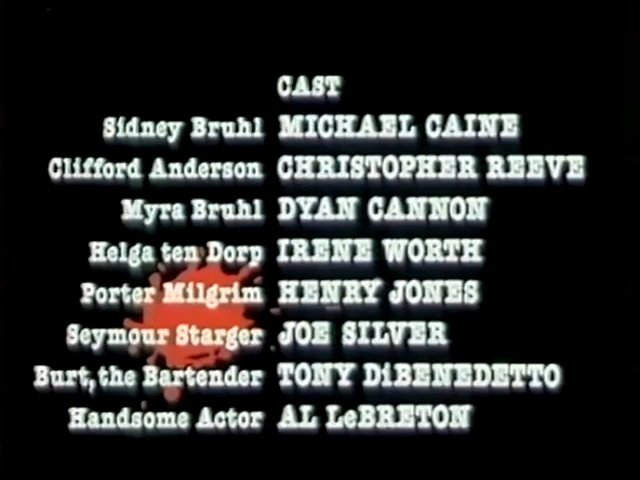 CAST
Sidney Bruhl MICHAEL CAINE
Clifford Anderson CHRISTOPHER REEVE
Myra Bruhl DYAN CANNON
Helga ten Dorp IRENE WORTH
Porter Milgrim HENRY JONES
Seymour Starger JOE SILVER
Burt, the Bartender TONY DiBENEDETTO
Handsome Actor AL LeBRETON